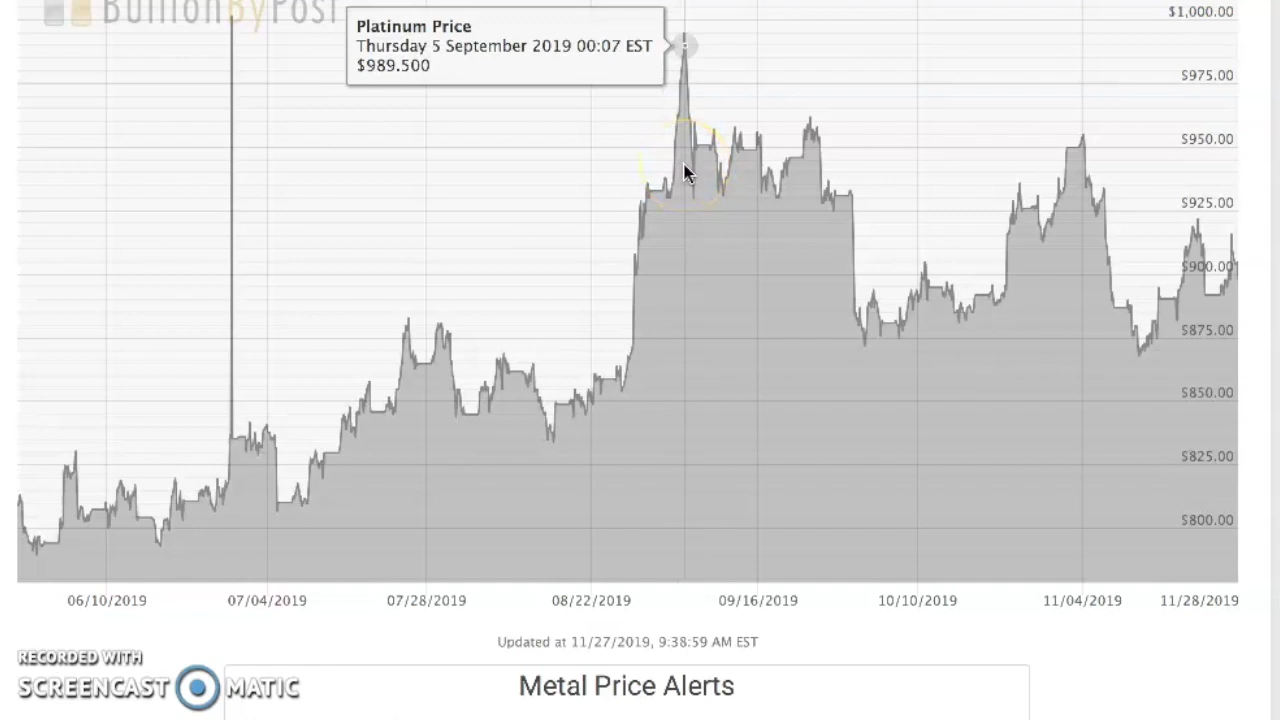 BullionByPost
Platinum Price
Thursday 5 September 2019 00:07 EST
$989.500
$1,000.00
$975.00
$950.00
$925.00
$900.00
$875.00
$850.00
$825.00
$800.00
06/10/2019 07/04/2019 07/28/2019 08/22/2019 09/16/2019 10/10/2019 11/04/2019 11/28/2019
Updated at 11/27/2019, 9:38:59 AM EST
RECORDED WITH
SCREENCAST MATIC
Metal Price Alerts